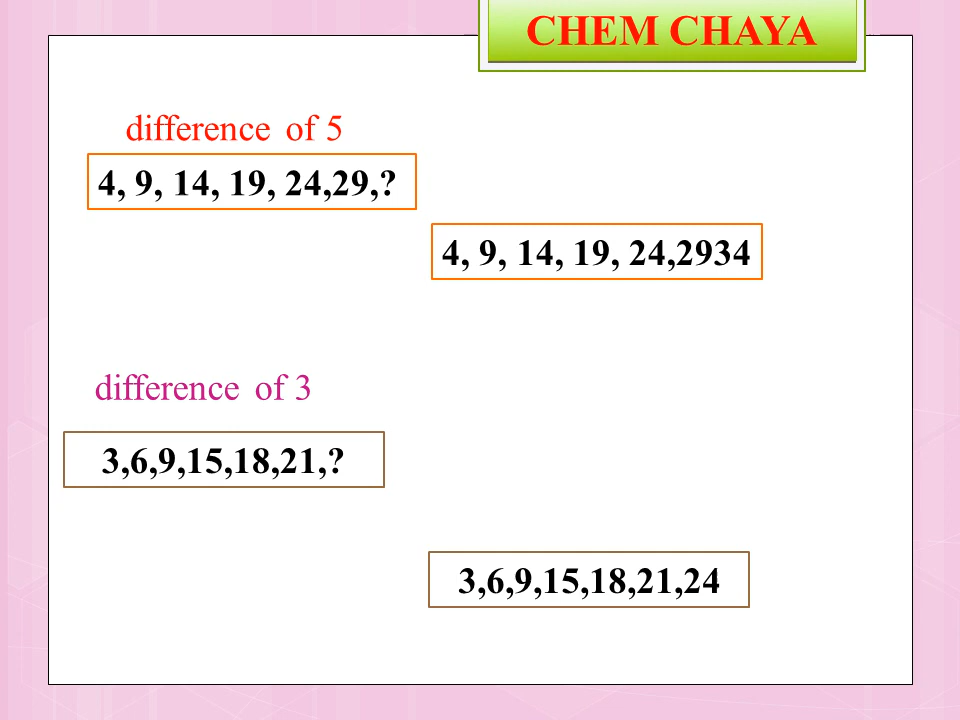 CHEM CHAYA
difference of 5
4, 9, 14, 19, 24,29,?
4, 9, 14, 19, 24,2934
difference of 3
3,6,9,15,18,21,?
3,6,9,15,18,21,24